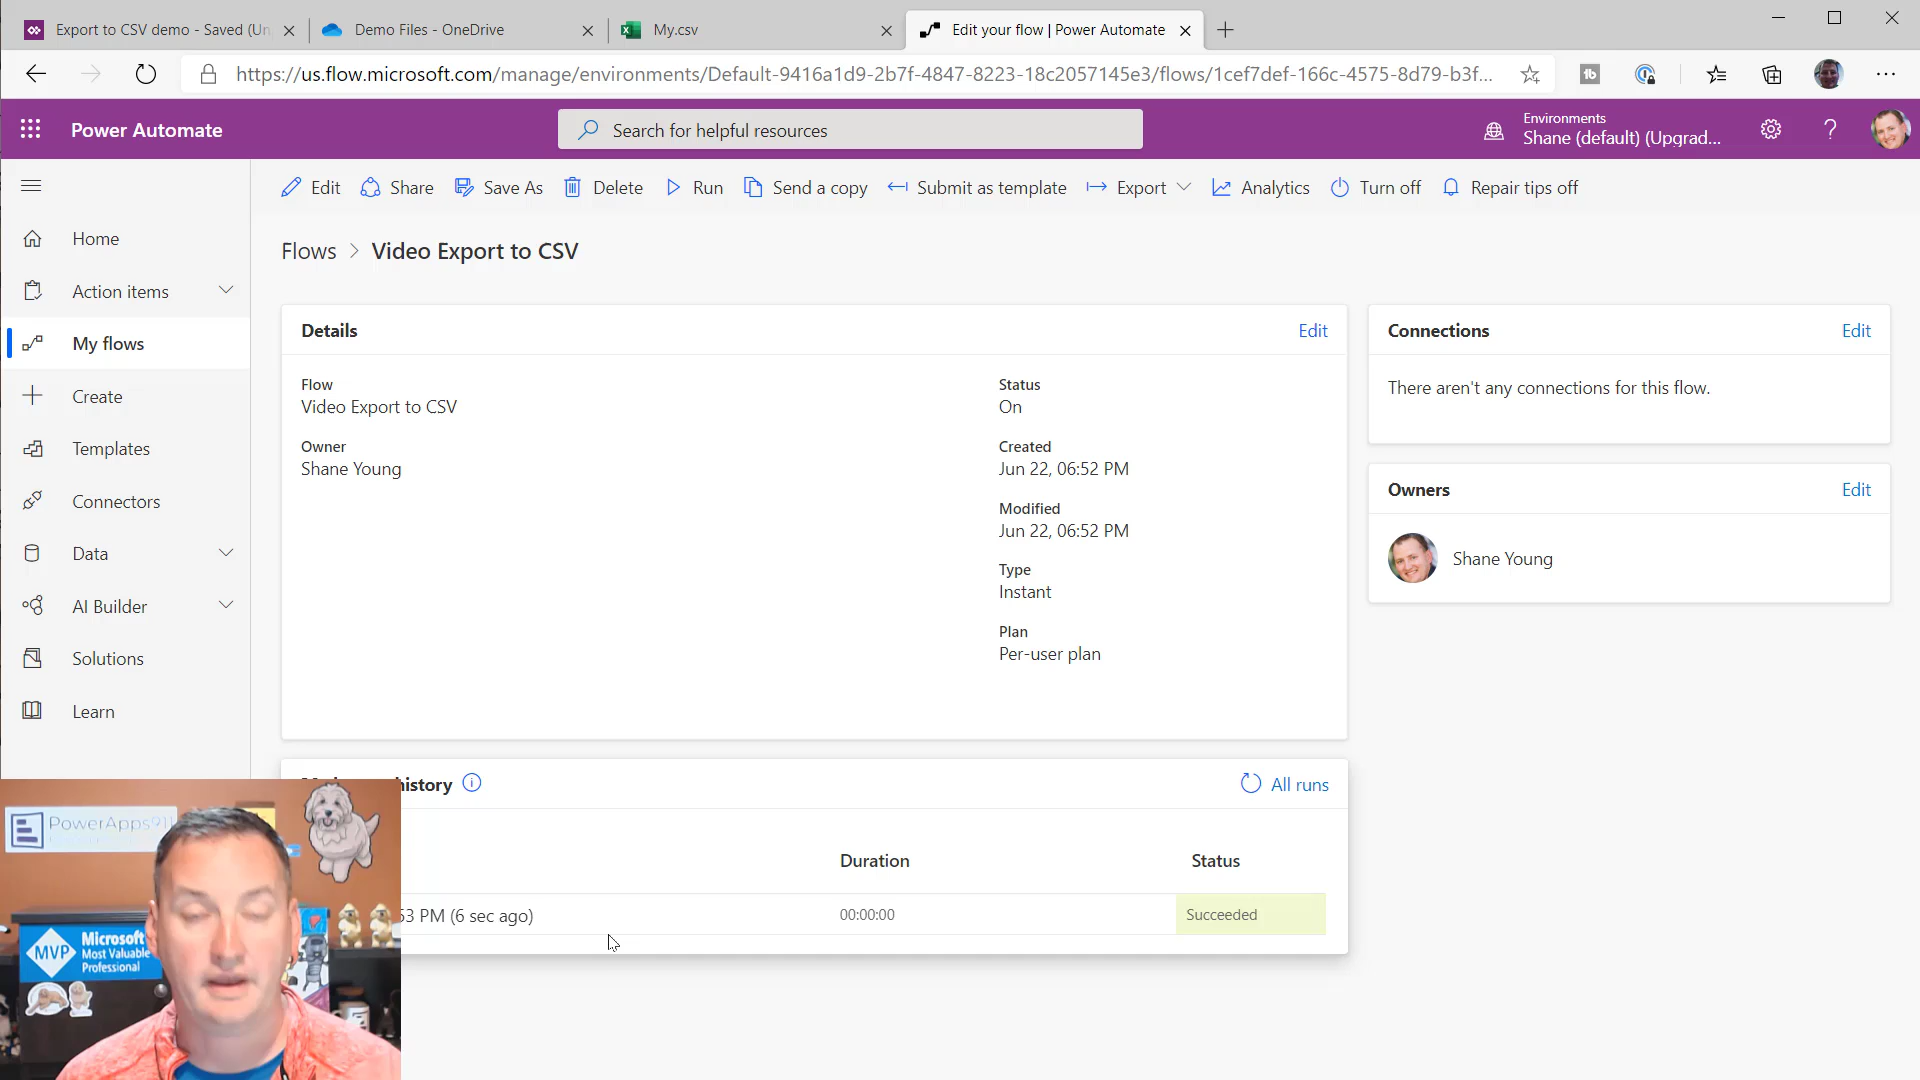 Export to CSV demo - Saved (Un
Demo Files - OneDrive
My.csv
Edit your flow | Power Automate
https://us.flow.microsoft.com/manage/environments/Default-9416a1d9-2b7f-4847-8223-18c2057145e3/flows/1cef7def-166c-4575-8d79-b3f...
Power Automate
Search for helpful resources
Environments
Shane (default) (Upgrad...
Edit
Share
Save As
Delete
Run
Send a copy
Submit as template
Export
Analytics
Turn off
Repair tips off
Home
Action items
My flows
Create
Templates
Connectors
Data
AI Builder
Solutions
Learn
Flows > Video Export to CSV
Details
Edit
Flow
Video Export to CSV
Owner
Shane Young
Status
On
Created
Jun 22, 06:52 PM
Modified
Jun 22, 06:52 PM
Type
Instant
Plan
Per-user plan
Connections
Edit
There aren't any connections for this flow.
Owners
Edit
Shane Young
history
All runs
Duration
Status
53 PM (6 sec ago)
00:00:00
Succeeded
PowerApps911
MVP
Microsoft
Most Valuable
Professional